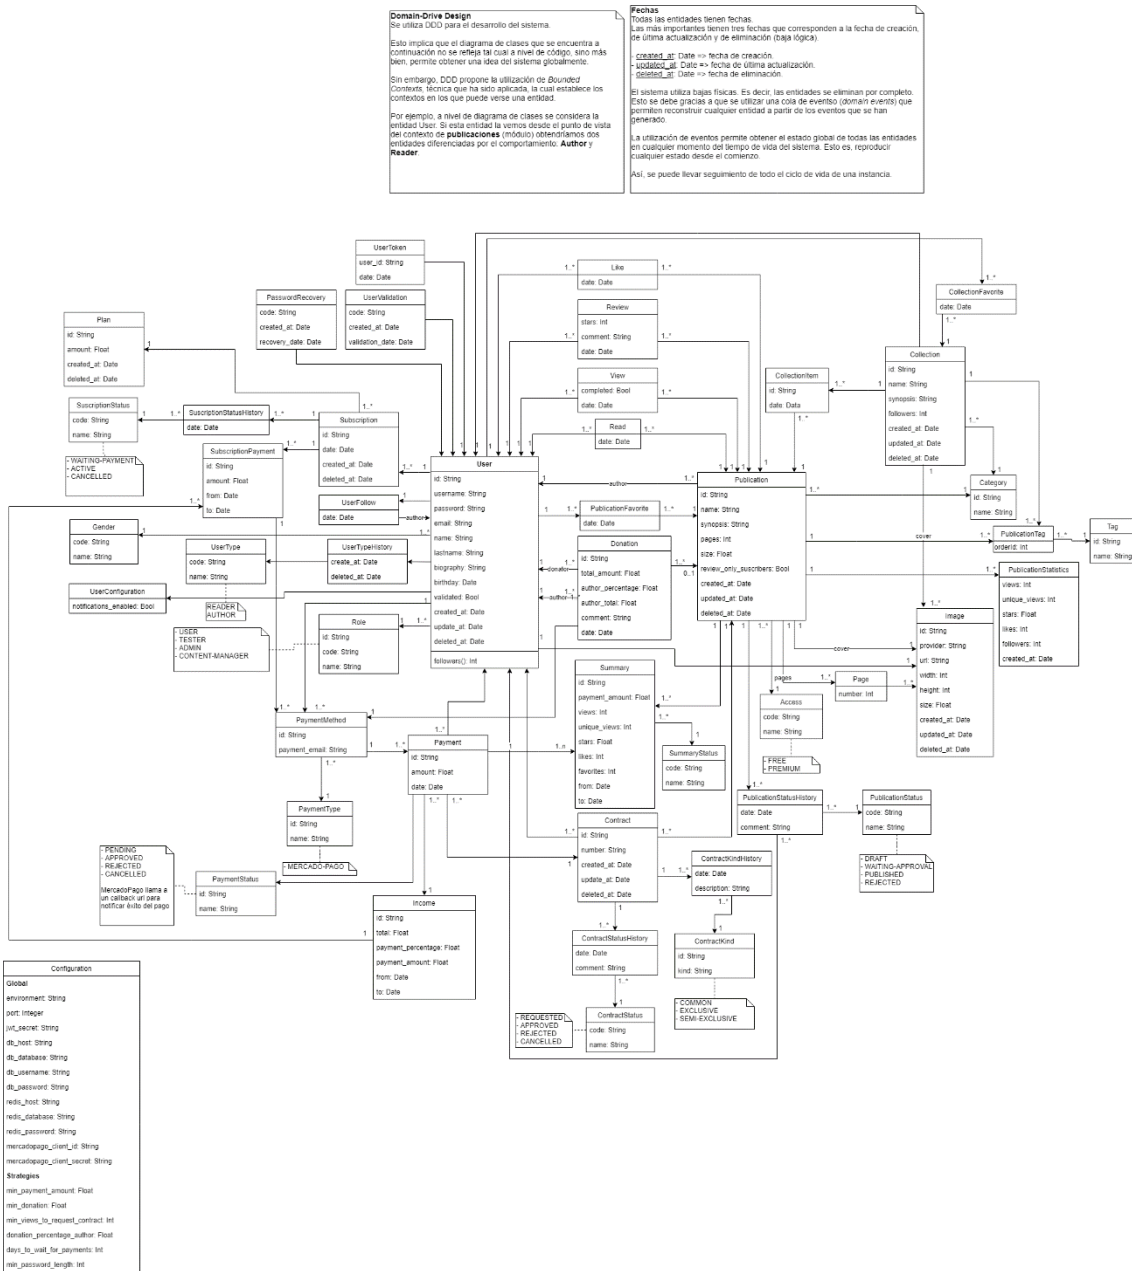 Domain-Drive Design
Se utiliza DDD para el desarrollo del sistema.
Esto implica que el diagrama de clases que se encuentra a
continuación no se refleja tal cual a nivel de código, sino más
bien, permite obtener una idea del sistema globalmente.
Sin embargo, DDD propone la utilización de Bounded
Contexts, técnica que ha sido aplicada, la cual establece los
contextos en los que puede verse una entidad.
Por ejemplo, a nivel de diagrama de clases se considera la
entidad User. Si esta entidad la vemos desde el punto de vista
del contexto de publicaciones (módulo) obtendríamos dos
entidades diferenciadas por el comportamiento: Author y
Reader.
Fechas
Todas las entidades tienen fechas.
Las más importantes tienen tres fechas que corresponden a la fecha de creación,
de última actualización y de eliminación (baja lógica).
- created_at: Date => fecha de creación.
- updated_at: Date => fecha de última actualización.
- deleted_at: Date => fecha de eliminación.
El sistema utiliza bajas físicas. Es decir, las entidades se eliminan por completo.
Esto se debe gracias a que se utilizar una cola de eventso (domain events) que
permiten reconstruir cualquier entidad a partir de los eventos que se han
generado.
La utilización de eventos permite obtener el estado global de todas las entidades
en cualquier momento del tiempo de vida del sistema. Esto es, reproducir
cualquier estado desde el comienzo.
Así, se puede llevar seguimiento de todo el ciclo de vida de una instancia.
UserToken
user_id: String
date: Date
PasswordRecovery
code: String
created_at: Date
recovery_date: Date
UserValidation
code: String
created_at: Date
validation_date: Date
Plan
id: String
amount: Float
created_at: Date
deleted_at: Date
SuscriptionStatus
code: String
name: String
- WAITING-PAYMENT
- ACTIVE
- CANCELLED
SuscriptionStatusHistory
date: Date
Subscription
id: String
date: Date
created_at: Date
deleted_at: Date
SubscriptionPayment
id: String
amount: Float
from: Date
to: Date
Gender
code: String
name: String
UserFollow
date: Date
author
UserType
code: String
name: String
READER
AUTHOR
UserTypeHistory
create_at: Date
deleted_at: Date
UserConfiguration
notifications_enabled: Bool
- USER
- TESTER
- ADMIN
- CONTENT-MANAGER
Role
id: String
code: String
name: String
User
id: String
username: String
password: String
email: String
name: String
lastname: String
biography: String
birthday: Date
validated: Bool
created_at: Date
update_at: Date
deleted_at: Date
followers(): Int
Like
date: Date
Review
stars: Int
comment: String
date: Date
View
completed: Bool
date: Date
Read
date: Date
author
PublicationFavorite
date: Date
Donation
id: String
total_amount: Float
author_percentage: Float
author_total: Float
comment: String
date: Date
donator
author
Publication
id: String
name: String
synopsis: String
pages: Int
size: Float
review_only_suscribers: Bool
created_at: Date
updated_at: Date
deleted_at: Date
CollectionFavorite
date: Date
Collection
id: String
name: String
synopsis: String
followers: Int
created_at: Date
updated_at: Date
deleted_at: Date
CollectionItem
id: String
date: Data
Category
id: String
name: String
cover
PublicationTag
orderId: Int
Tag
id: String
name: String
PublicationStatistics
views: Int
unique_views: Int
stars: Float
likes: Int
followers: Int
created_at: Date
Image
id: String
provider: String
url: String
width: Int
height: Int
size: Float
created_at: Date
updated_at: Date
deleted_at: Date
cover
pages
Page
number: Int
Access
code: String
name: String
- FREE
- PREMIUM
Summary
id: String
payment_amount: Float
views: Int
unique_views: Int
stars: Float
likes: Int
favorites: Int
from: Date
to: Date
SummaryStatus
code: String
name: String
PublicationStatusHistory
date: Date
comment: String
PublicationStatus
code: String
name: String
- DRAFT
- WAITING-APPROVAL
- PUBLISHED
- REJECTED
PaymentMethod
id: String
payment_email: String
Payment
id: String
amount: Float
date: Date
PaymentType
id: String
name: String
- MERCADO-PAGO
- PENDING
- APPROVED
- REJECTED
- CANCELLED
MercadoPago llama a
un callback url para
notificar éxito del pago
PaymentStatus
id: String
name: String
Income
id: String
total: Float
payment_percentage: Float
payment_amount: Float
from: Date
to: Date
Contract
id: String
number: String
created_at: Date
update_at: Date
deleted_at: Date
ContractKindHistory
date: Date
description: String
ContractKind
id: String
kind: String
- COMMON
- EXCLUSIVE
- SEMI-EXCLUSIVE
ContractStatusHistory
date: Date
comment: String
ContractStatus
code: String
name: String
- REQUESTED
- APPROVED
- REJECTED
- CANCELLED
Configuration
Global
environment: String
port: Integer
jwt_secret: String
db_host: String
db_database: String
db_username: String
db_password: String
redis_host: String
redis_database: String
redis_password: String
mercadopago_client_id: String
mercadopago_client_secret: String
Strategies
min_payment_amount: Float
min_donation: Float
min_views_to_request_contract: Int
donation_percentage_author: Float
days_to_wait_for_payments: Int
min_password_length: Int